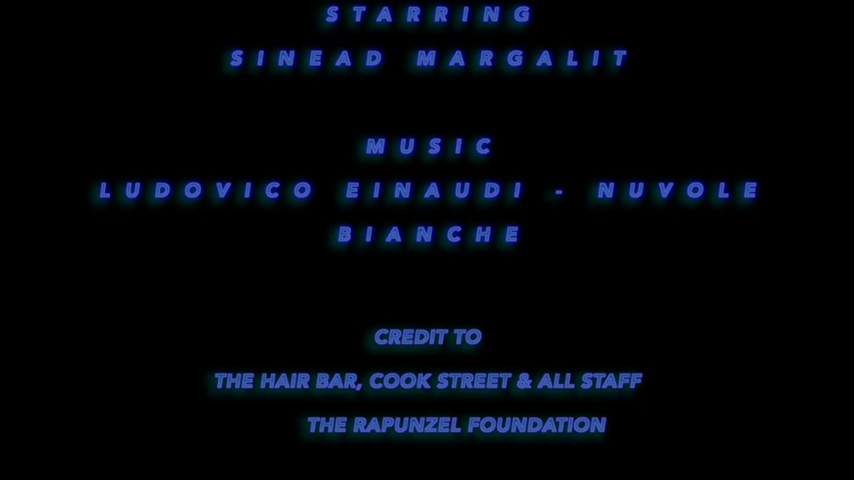 STARRING
SINEAD MARGALIT
MUSIC
LUDOVICO EINAUDI - NUVOLE
BIANCHE
CREDIT TO
THE HAIR BAR, COOK STREET & ALL STAFF
THE RAPUNZEL FOUNDATION